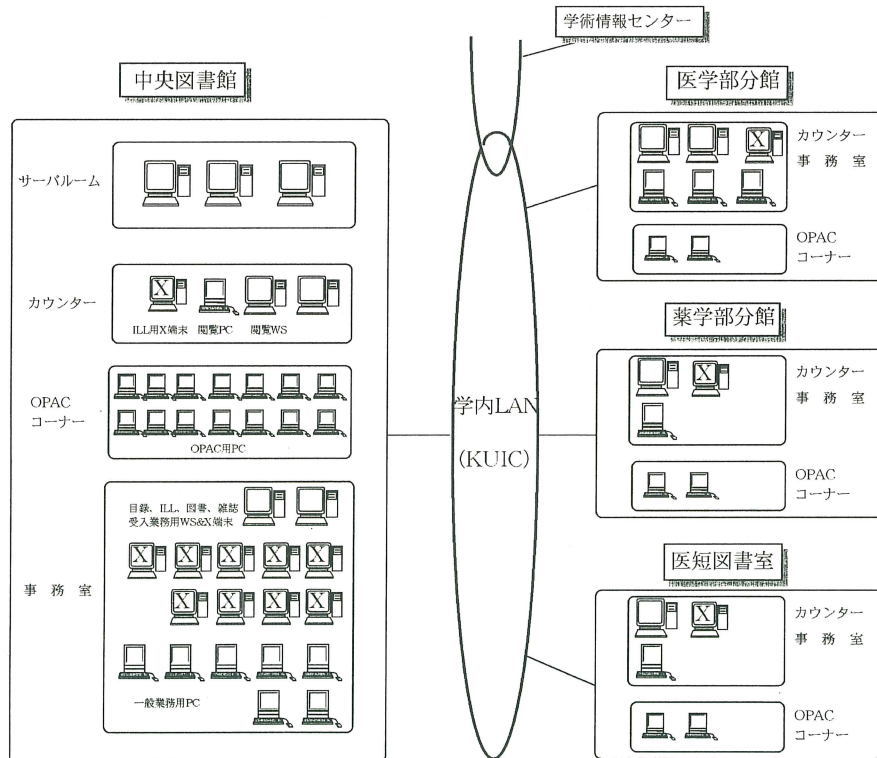 学術情報センター
中央図書館
サーバルーム
カウンター
X
ILL用X端末 閲覧PC 閲覧WS
OPAC
コーナー
OPAC用PC
目録、ILL、図書、雑誌
受入業務用WS&X端末
X X X X X
X X X X
事 務 室
一般業務用PC
学内LAN
(KUIC)
医学部分館
X
カウンター
事 務 室
OPAC
コーナー
薬学部分館
X
カウンター
事 務 室
OPAC
コーナー
医短図書室
X
カウンター
事 務 室
OPAC
コーナー